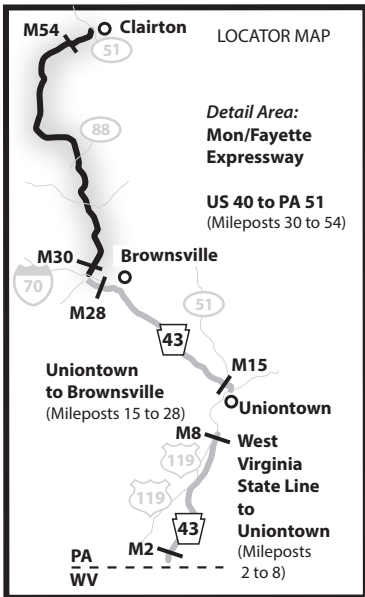 M54
Clairton
LOCATOR MAP
51
Detail Area:
Mon/Fayette
Expressway
88
US 40 to PA 51
(Mileposts 30 to 54)
M30
Brownsville
70
M28
51
43
M15
Uniontown
to Brownsville
(Mileposts 15 to 28)
Uniontown
M8
West
Virginia
State Line
to
Uniontown
(Mileposts
2 to 8)
119
119
43
M2
PA
WV